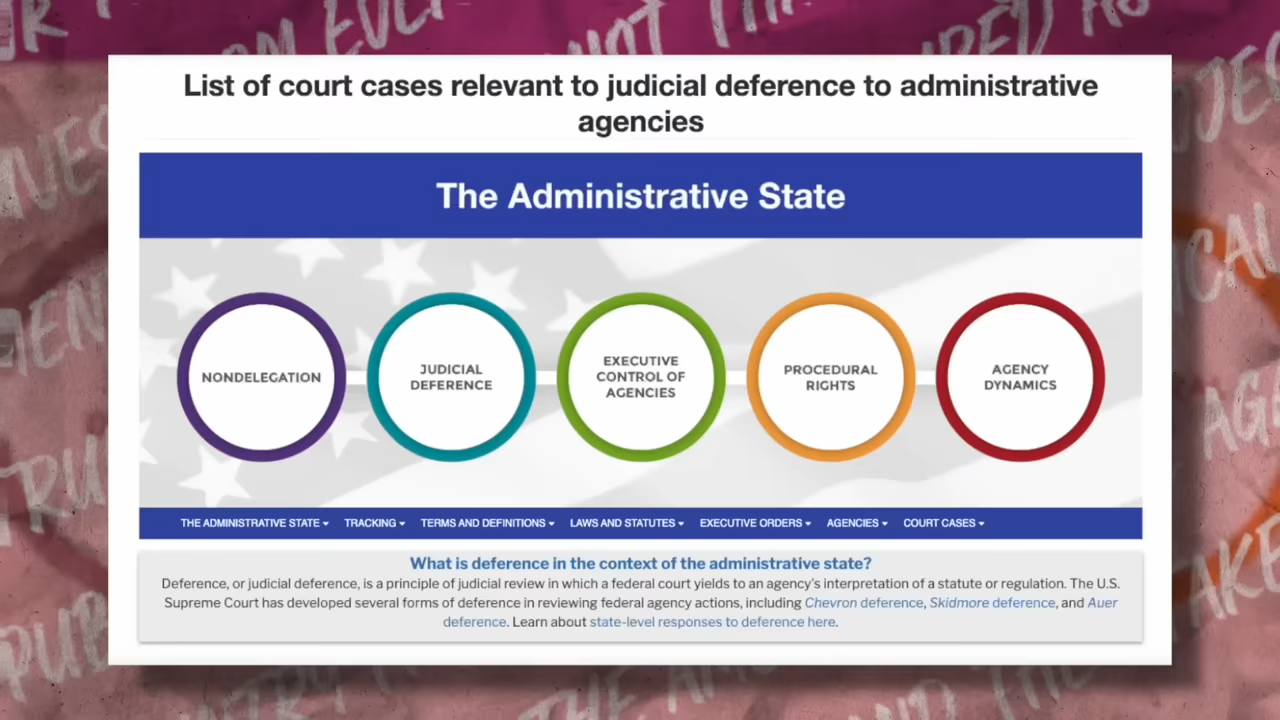 List of court cases relevant to judicial deference to administrative
agencies
The Administrative State
NONDELEGATION
JUDICIAL
DEFERENCE
EXECUTIVE
CONTROL OF
AGENCIES
PROCEDURAL
RIGHTS
AGENCY
DYNAMICS
THE ADMINISTRATIVE STATE TRACKING TERMS AND DEFINITIONS LAWS AND STATUTES EXECUTIVE ORDERS AGENCIES COURT CASES
What is deference in the context of the administrative state?
Deference, or judicial deference, is a principle of judicial review in which a federal court yields to an agency's interpretation of a statute or regulation. The U.S.
Supreme Court has developed several forms of deference in reviewing federal agency actions, including Chevron deference, Skidmore deference, and Auer
deference. Learn about state-level responses to deference here.